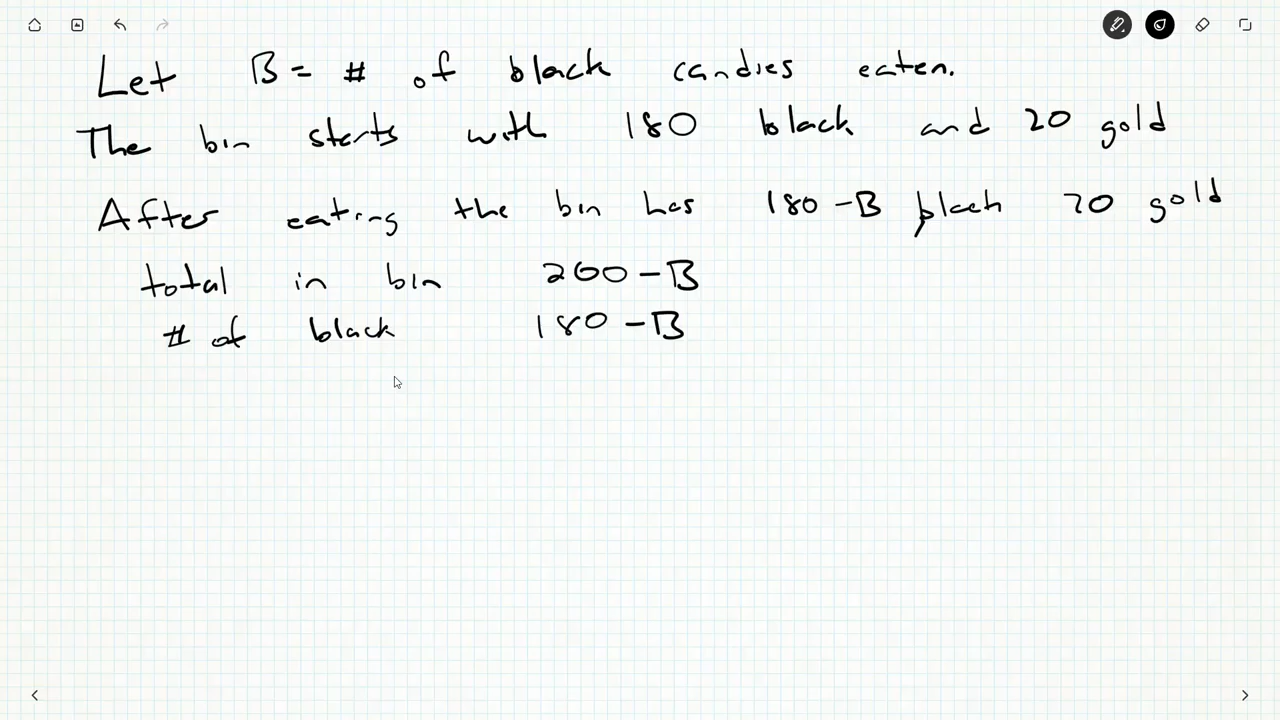 Let B = # of black candies eaten.
The bin starts with 180 black and 20 gold
After eating the bin has 180 - B black 20 gold
total in bin 200 - B
# of black 180 - B